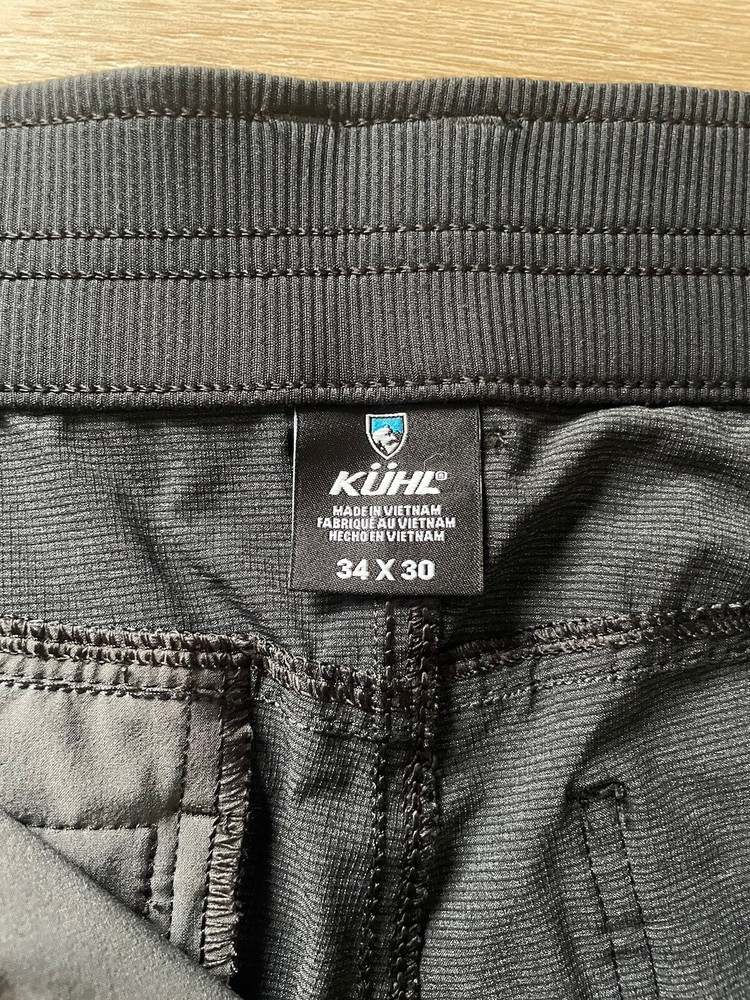 KÜHL®
MADE IN VIETNAM
FABRIQUÉ AU VIETNAM
HECHO EN VIETNAM
34 X 30